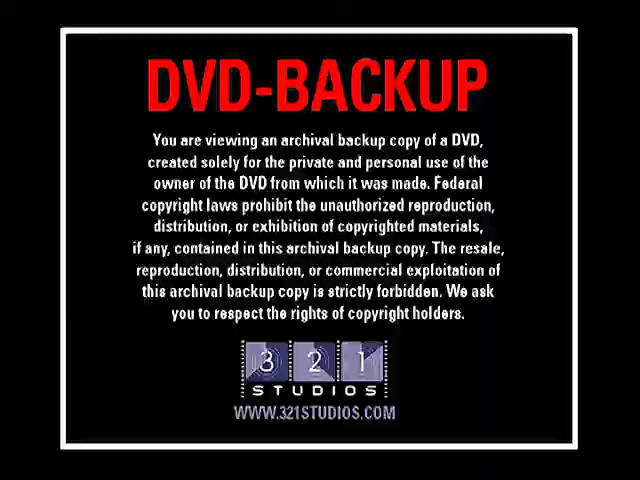 DVD-BACKUP
You are viewing an archival backup copy of a DVD,
created solely for the private and personal use of the
owner of the DVD from which it was made. Federal
copyright laws prohibit the unauthorized reproduction,
distribution, or exhibition of copyrighted materials,
if any, contained in this archival backup copy. The resale,
reproduction, distribution, or commercial exploitation of
this archival backup copy is strictly forbidden. We ask
you to respect the rights of copyright holders.
3 2 1
STUDIOS
WWW.321STUDIOS.COM